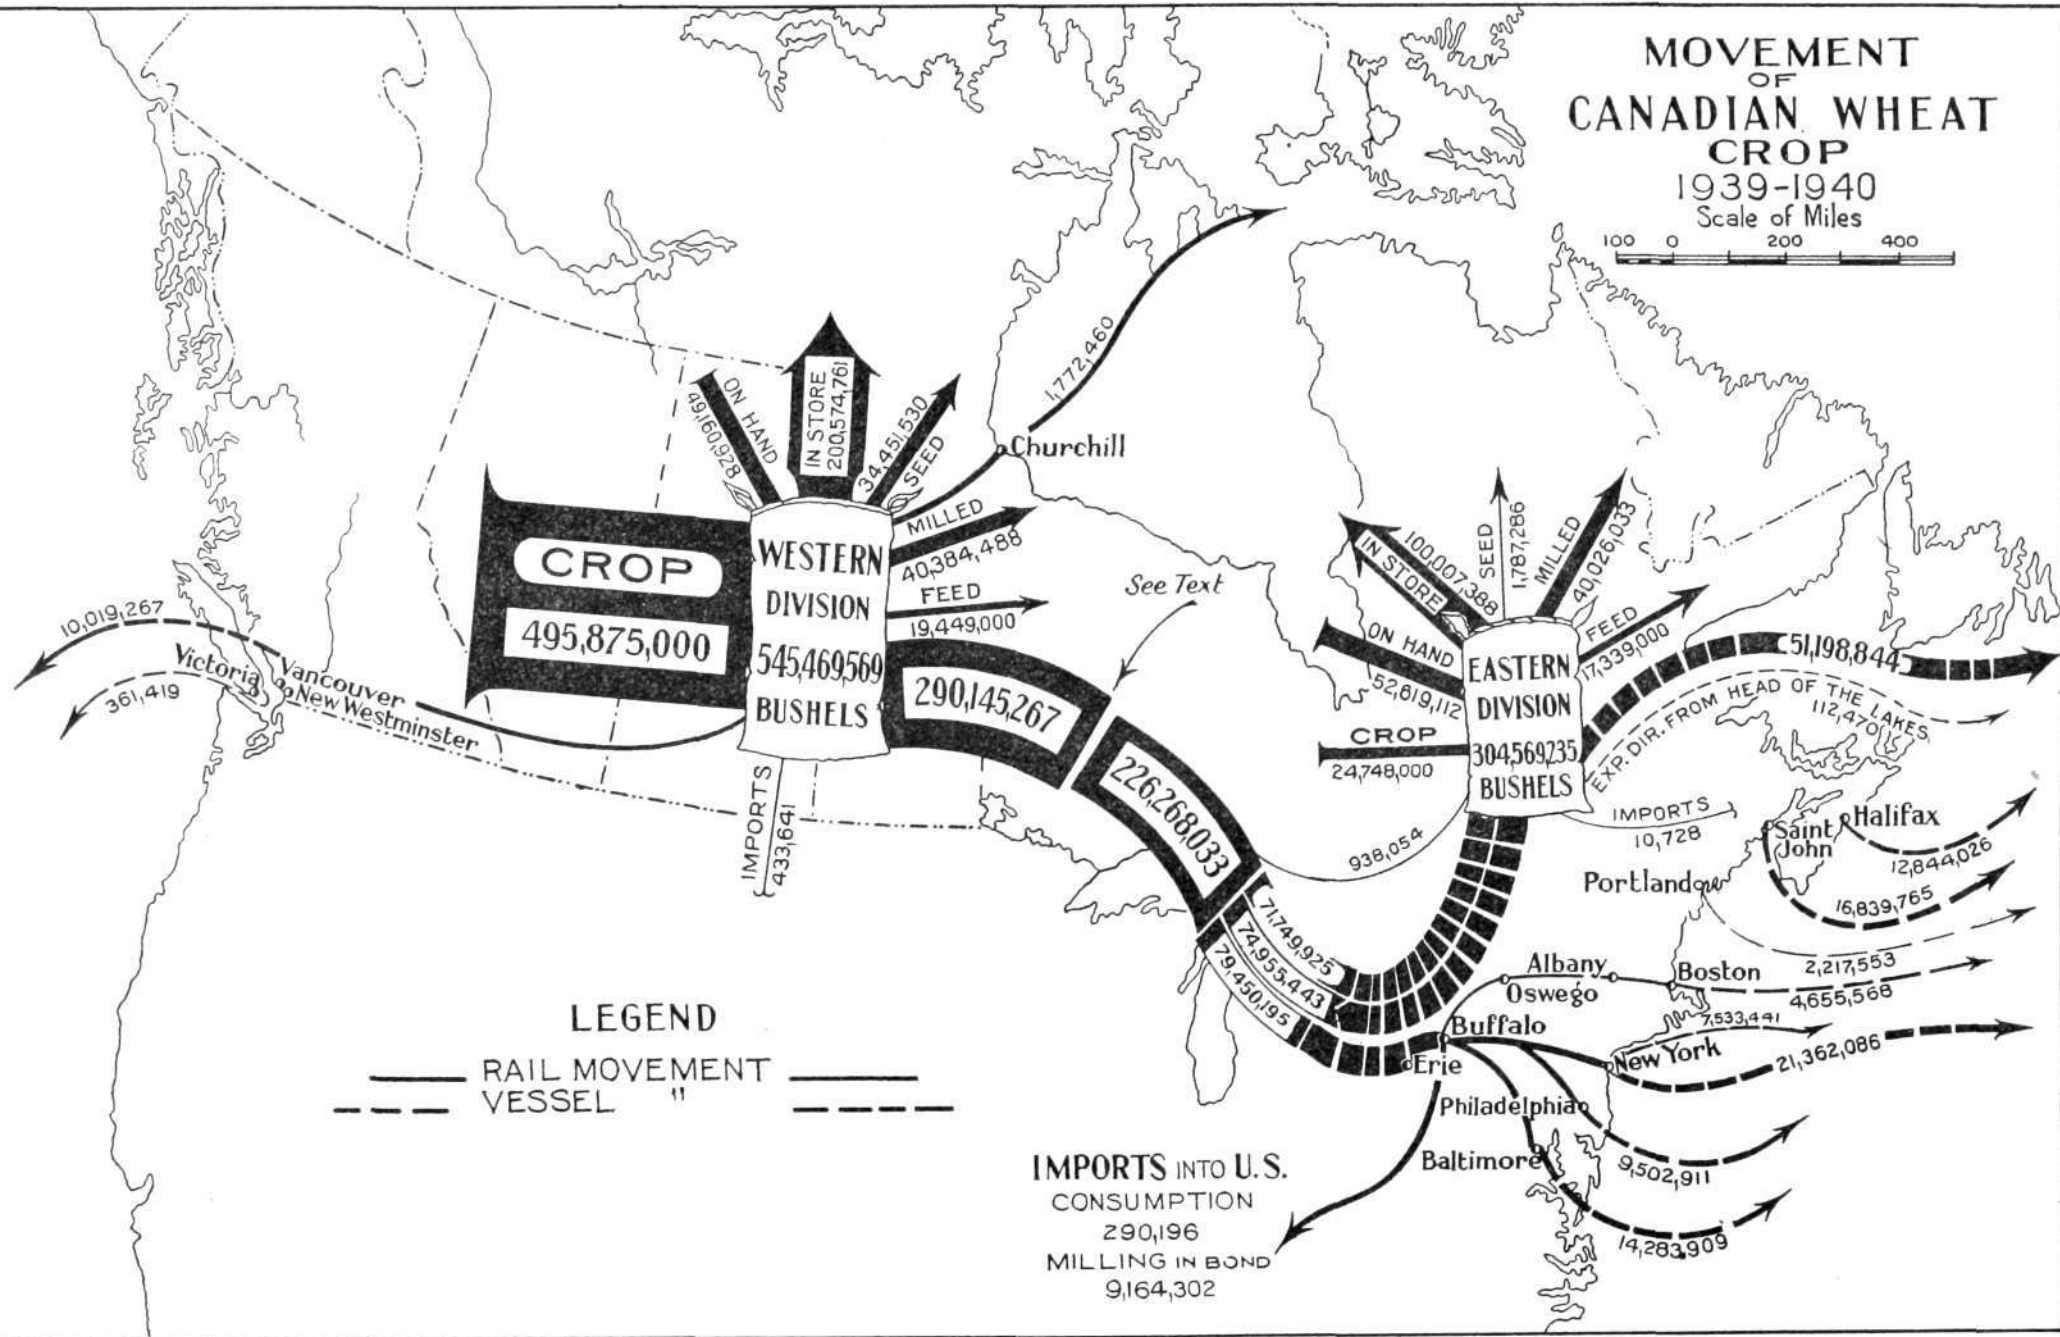 MOVEMENT
OF
CANADIAN WHEAT
CROP
1939-1940
Scale of Miles
100 0 200 400
1,772,460
Churchill
ON HAND
49,160,928
IN STORE
200,574,761
34,451,530
SEED
MILLED
40,384,488
FEED
19,449,000
CROP
495,875,000
WESTERN
DIVISION
545,469,569
BUSHELS
290,145,267
See Text
226,268,033
10,019,267
361,419
Victoria
Vancouver
New Westminster
IMPORTS
433,641
100,007,388
IN STORE
SEED
1,787,286
MILLED
40,026,033
FEED
17,339,000
ON HAND
52,819,112
CROP
24,748,000
EASTERN
DIVISION
304,569,235
BUSHELS
51,198,844
EXP. DIR. FROM HEAD OF THE LAKES
112,470
IMPORTS
10,728
938,054
71,749,925
74,955,443
79,450,195
Saint
John
Halifax
12,844,026
16,839,765
Portland
2,217,553
Albany
Oswego
Boston
4,655,568
Buffalo
Erie
7,533,441
New York
21,362,086
Philadelphia
9,502,911
Baltimore
14,283,909
LEGEND
RAIL MOVEMENT
VESSEL "
IMPORTS INTO U.S.
CONSUMPTION
290,196
MILLING IN BOND
9,164,302